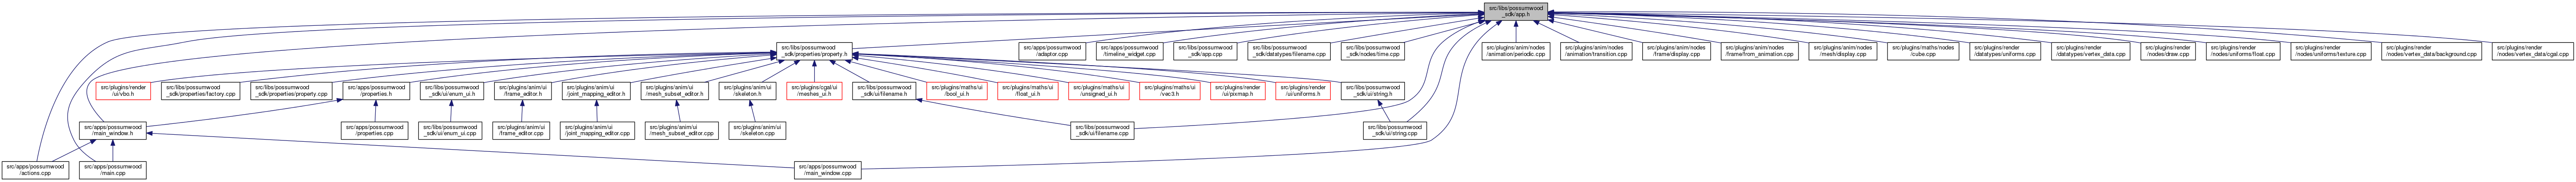 src/libs/possumwood
_sdk/app.h
src/libs/possumwood
_sdk/properties/property.h
src/apps/possumwood
/adaptor.cpp
src/apps/possumwood
/timeline_widget.cpp
src/libs/possumwood
_sdk/app.cpp
src/libs/possumwood
_sdk/datatypes/filename.cpp
src/libs/possumwood
_sdk/nodes/time.cpp
src/plugins/anim/nodes
/animation/periodic.cpp
src/plugins/anim/nodes
/animation/transition.cpp
src/plugins/anim/nodes
/frame/display.cpp
src/plugins/anim/nodes
/frame/from_animation.cpp
src/plugins/anim/nodes
/mesh/display.cpp
src/plugins/maths/nodes
/cube.cpp
src/plugins/render
/datatypes/uniforms.cpp
src/plugins/render
/datatypes/vertex_data.cpp
src/plugins/render
/nodes/draw.cpp
src/plugins/render
/nodes/uniforms/float.cpp
src/plugins/render
/nodes/uniforms/texture.cpp
src/plugins/render
/nodes/vertex_data/background.cpp
src/plugins/render
/nodes/vertex_data/cgal.cpp
src/plugins/render
/ui/vbo.h
src/libs/possumwood
_sdk/properties/factory.cpp
src/libs/possumwood
_sdk/properties/property.cpp
src/apps/possumwood
/properties.h
src/libs/possumwood
_sdk/ui/enum_ui.h
src/plugins/anim/ui
/frame_editor.h
src/plugins/anim/ui
/joint_mapping_editor.h
src/plugins/anim/ui
/mesh_subset_editor.h
src/plugins/anim/ui
/skeleton.h
src/plugins/cgal/ui
/meshes_ui.h
src/libs/possumwood
_sdk/ui/filename.h
src/plugins/maths/ui
/bool_ui.h
src/plugins/maths/ui
/float_ui.h
src/plugins/maths/ui
/unsigned_ui.h
src/plugins/maths/ui
/vec3.h
src/plugins/render
/ui/pixmap.h
src/plugins/render
/ui/uniforms.h
src/libs/possumwood
_sdk/ui/string.h
src/apps/possumwood
/main_window.h
src/apps/possumwood
/properties.cpp
src/libs/possumwood
_sdk/ui/enum_ui.cpp
src/plugins/anim/ui
/frame_editor.cpp
src/plugins/anim/ui
/joint_mapping_editor.cpp
src/plugins/anim/ui
/mesh_subset_editor.cpp
src/plugins/anim/ui
/skeleton.cpp
src/libs/possumwood
_sdk/ui/filename.cpp
src/libs/possumwood
_sdk/ui/string.cpp
src/apps/possumwood
/actions.cpp
src/apps/possumwood
/main.cpp
src/apps/possumwood
/main_window.cpp